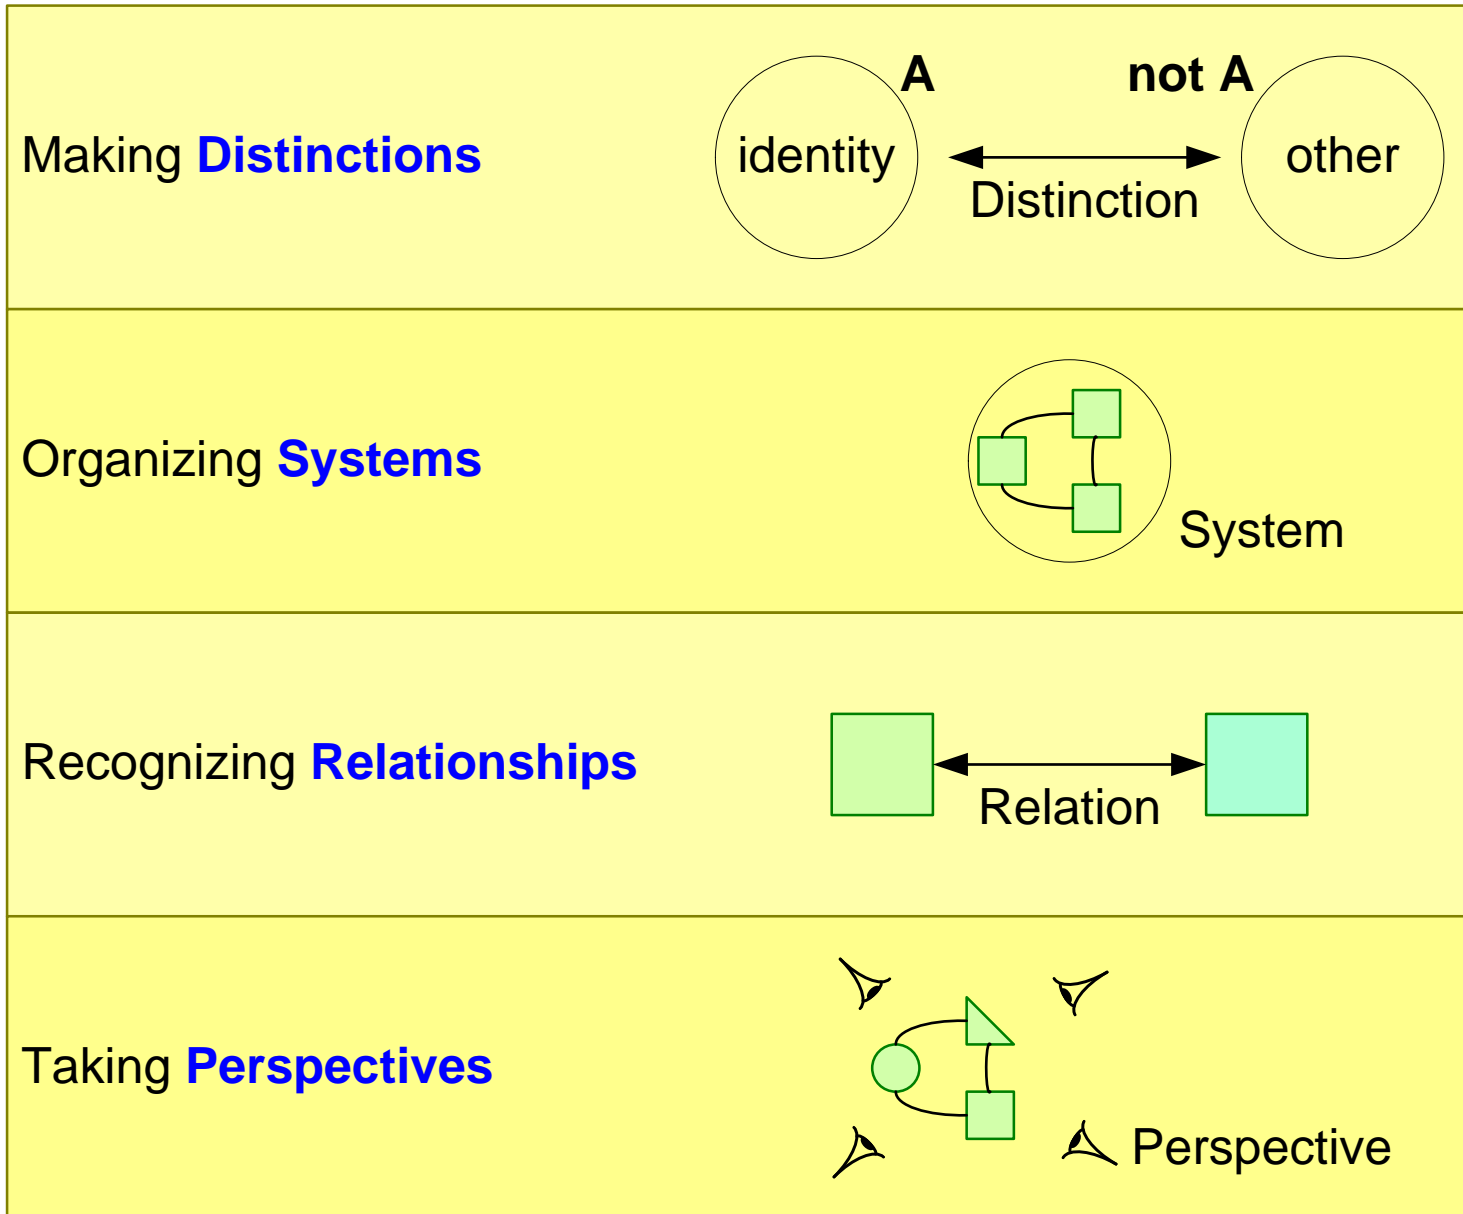 Making Distinctions
A
not A
identity
other
Distinction
Organizing Systems
System
Recognizing Relationships
Relation
Taking Perspectives
Perspective